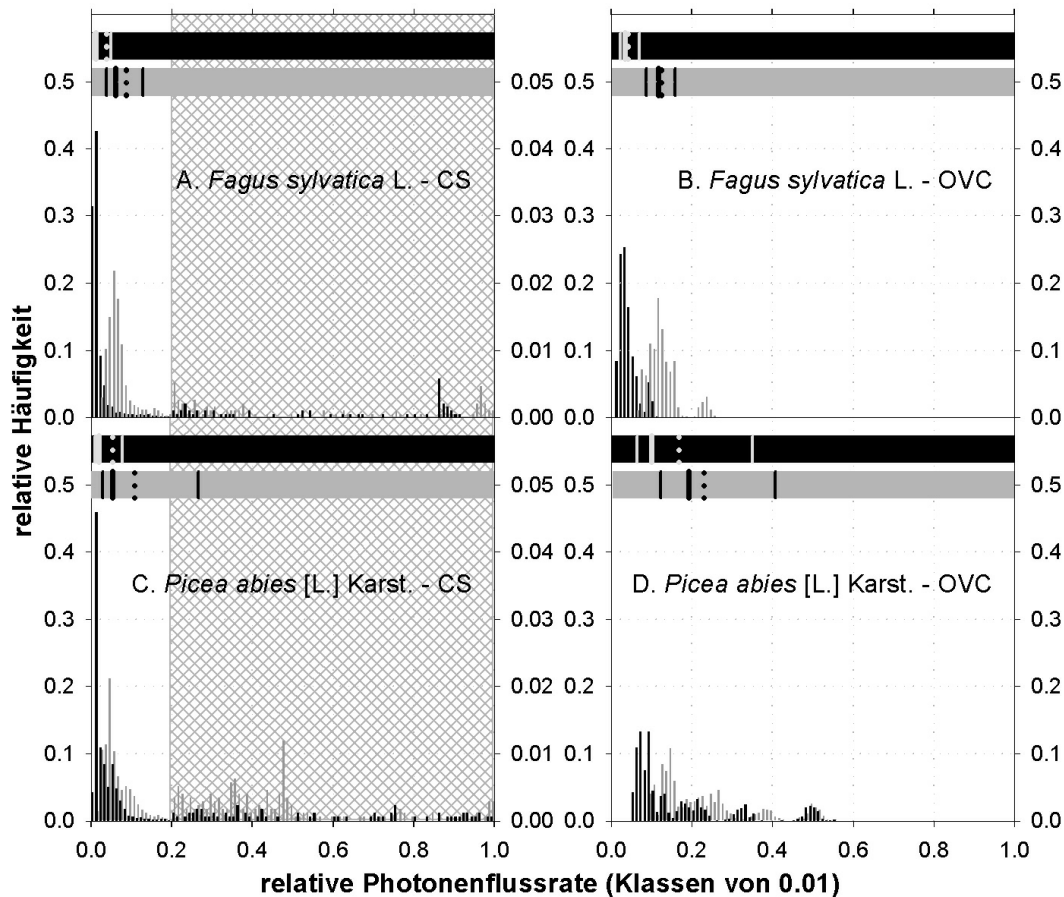 0.5 0.05 0.5 0.5
0.4 0.04 0.4 0.4
A. Fagus sylvatica L. - CS
B. Fagus sylvatica L. - OVC
0.3 0.03 0.3 0.3
0.2 0.02 0.2 0.2
0.1 0.01 0.1 0.1
0.0 0.00 0.0 0.0
relative Häufigkeit
0.5 0.05 0.5 0.5
0.4 0.04 0.4 0.4
C. Picea abies [L.] Karst. - CS
D. Picea abies [L.] Karst. - OVC
0.3 0.03 0.3 0.3
0.2 0.02 0.2 0.2
0.1 0.01 0.1 0.1
0.0 0.00 0.0 0.0
0.0 0.2 0.4 0.6 0.8 1.0 0.0 0.2 0.4 0.6 0.8 1.0
relative Photonenflussrate (Klassen von 0.01)